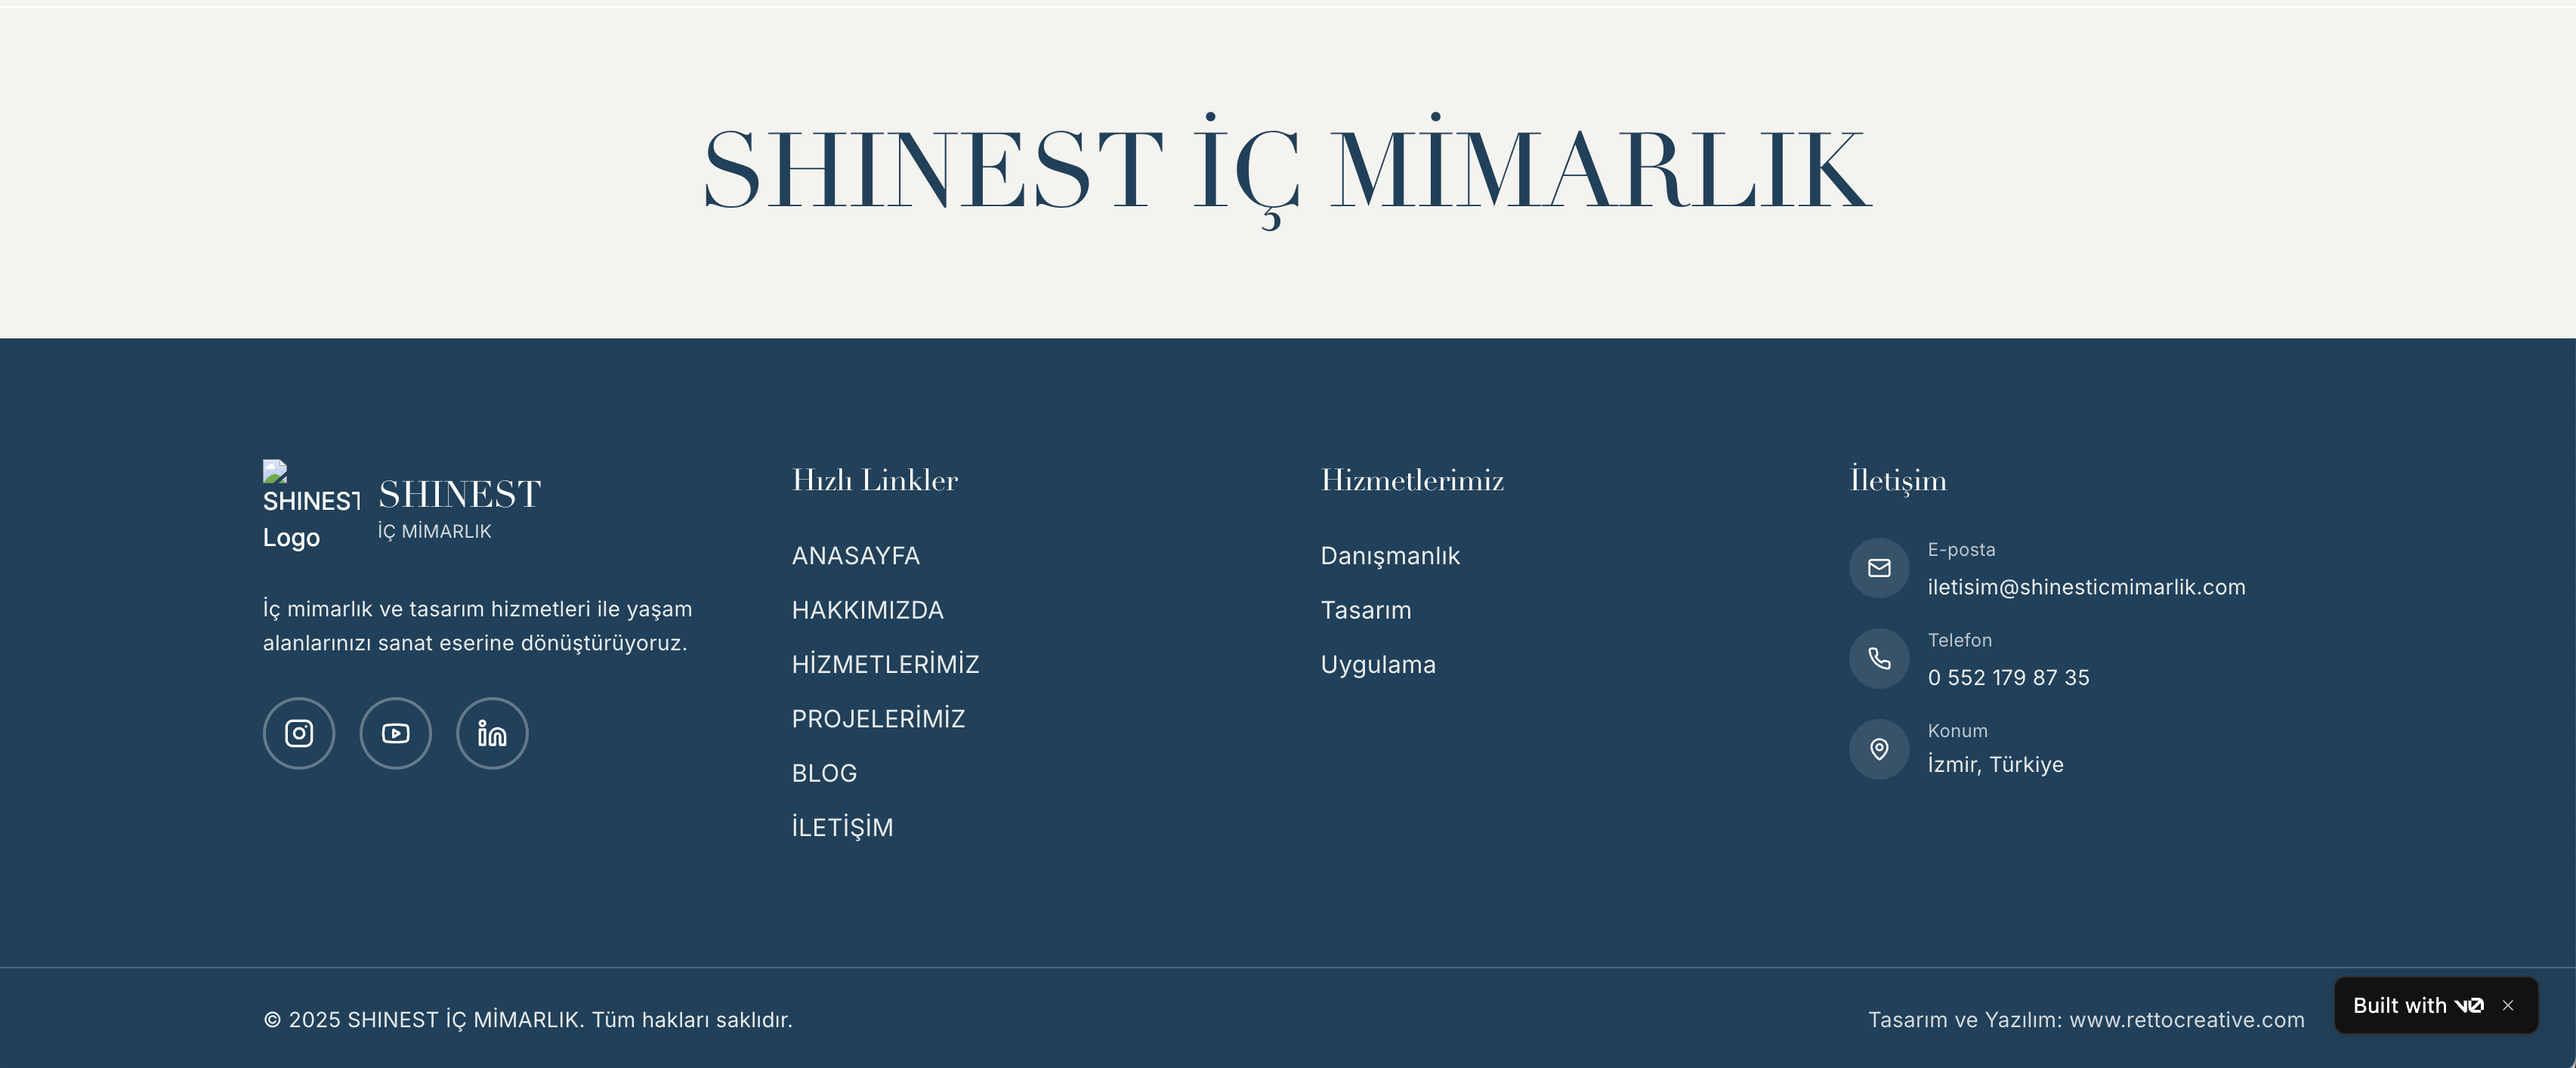 SHINEST İÇ MİMARLIK
SHINEST
Logo
SHINEST
İÇ MİMARLIK
İç mimarlık ve tasarım hizmetleri ile yaşam
alanlarınızı sanat eserine dönüştürüyoruz.
Hızlı Linkler
ANASAYFA
HAKKIMIZDA
HİZMETLERİMİZ
PROJELERİMİZ
BLOG
İLETİŞİM
Hizmetlerimiz
Danışmanlık
Tasarım
Uygulama
İletişim
E-posta
iletisim@shinesticmimarlik.com
Telefon
0 552 179 87 35
Konum
İzmir, Türkiye
© 2025 SHINEST İÇ MİMARLIK. Tüm hakları saklıdır.
Tasarım ve Yazılım: www.rettocreative.com
Built with v0